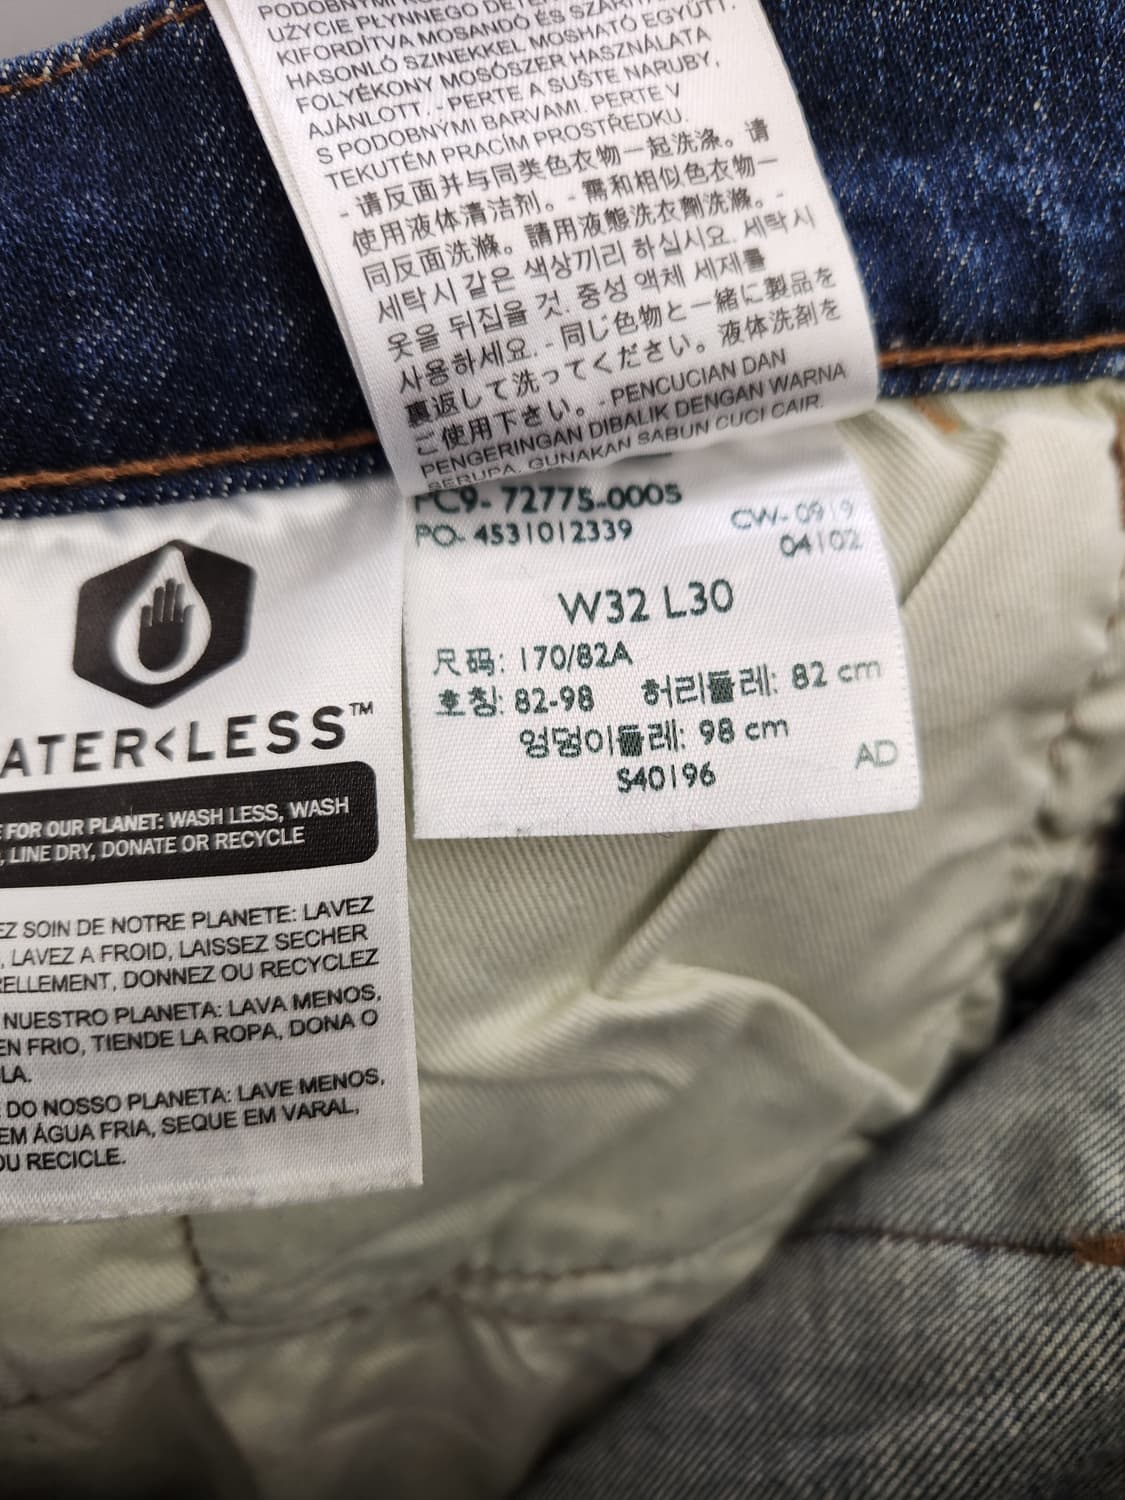 UŻYCIE PŁYNNEGO
KIFORDÍTVA MOSANDÓ ÉS
HASONLÓ SZINEKKEL MOSHATÓ EGYÜTT.
FOLYÉKONY MOSÓSZER HASZNÁLATA
AJÁNLOTT. - PERTE A SUŠTE NARUBY,
S PODOBNÝMI BARVAMI. PERTE V
TEKUTÉM PRACÍM PROSTŘEDKU.
- 请反面并与同类色衣物一起洗涤。请
使用液体清洁剂。- 需和相似色衣物一
同反面洗滌。請用液態洗衣劑洗滌。-
세탁시 같은 색상끼리 하십시요. 세탁시
옷을 뒤집을 것. 중성 액체 세제를
사용하세요. - 同じ色物と一緒に製品を
裏返して洗ってください。液体洗剤を
ご使用下さい。- PENCUCIAN DAN
PENGERINGAN DIBALIK DENGAN WARNA
SERUPA. GUNAKAN SABUN CUCI CAIR.
PC9- 72775-0005
PO- 4531012339
CW- 0919
04102
W32 L30
尺码: 170/82A
호칭: 82-98 허리둘레: 82 cm
엉덩이둘레: 98 cm
S40196
AD
ATER<LESS™
FOR OUR PLANET: WASH LESS, WASH
, LINE DRY, DONATE OR RECYCLE
EZ SOIN DE NOTRE PLANETE: LAVEZ
, LAVEZ A FROID, LAISSEZ SECHER
RELLEMENT, DONNEZ OU RECYCLEZ
NUESTRO PLANETA: LAVA MENOS,
EN FRIO, TIENDE LA ROPA, DONA O
LA.
DO NOSSO PLANETA: LAVE MENOS,
EM ÁGUA FRIA, SEQUE EM VARAL,
OU RECICLE.